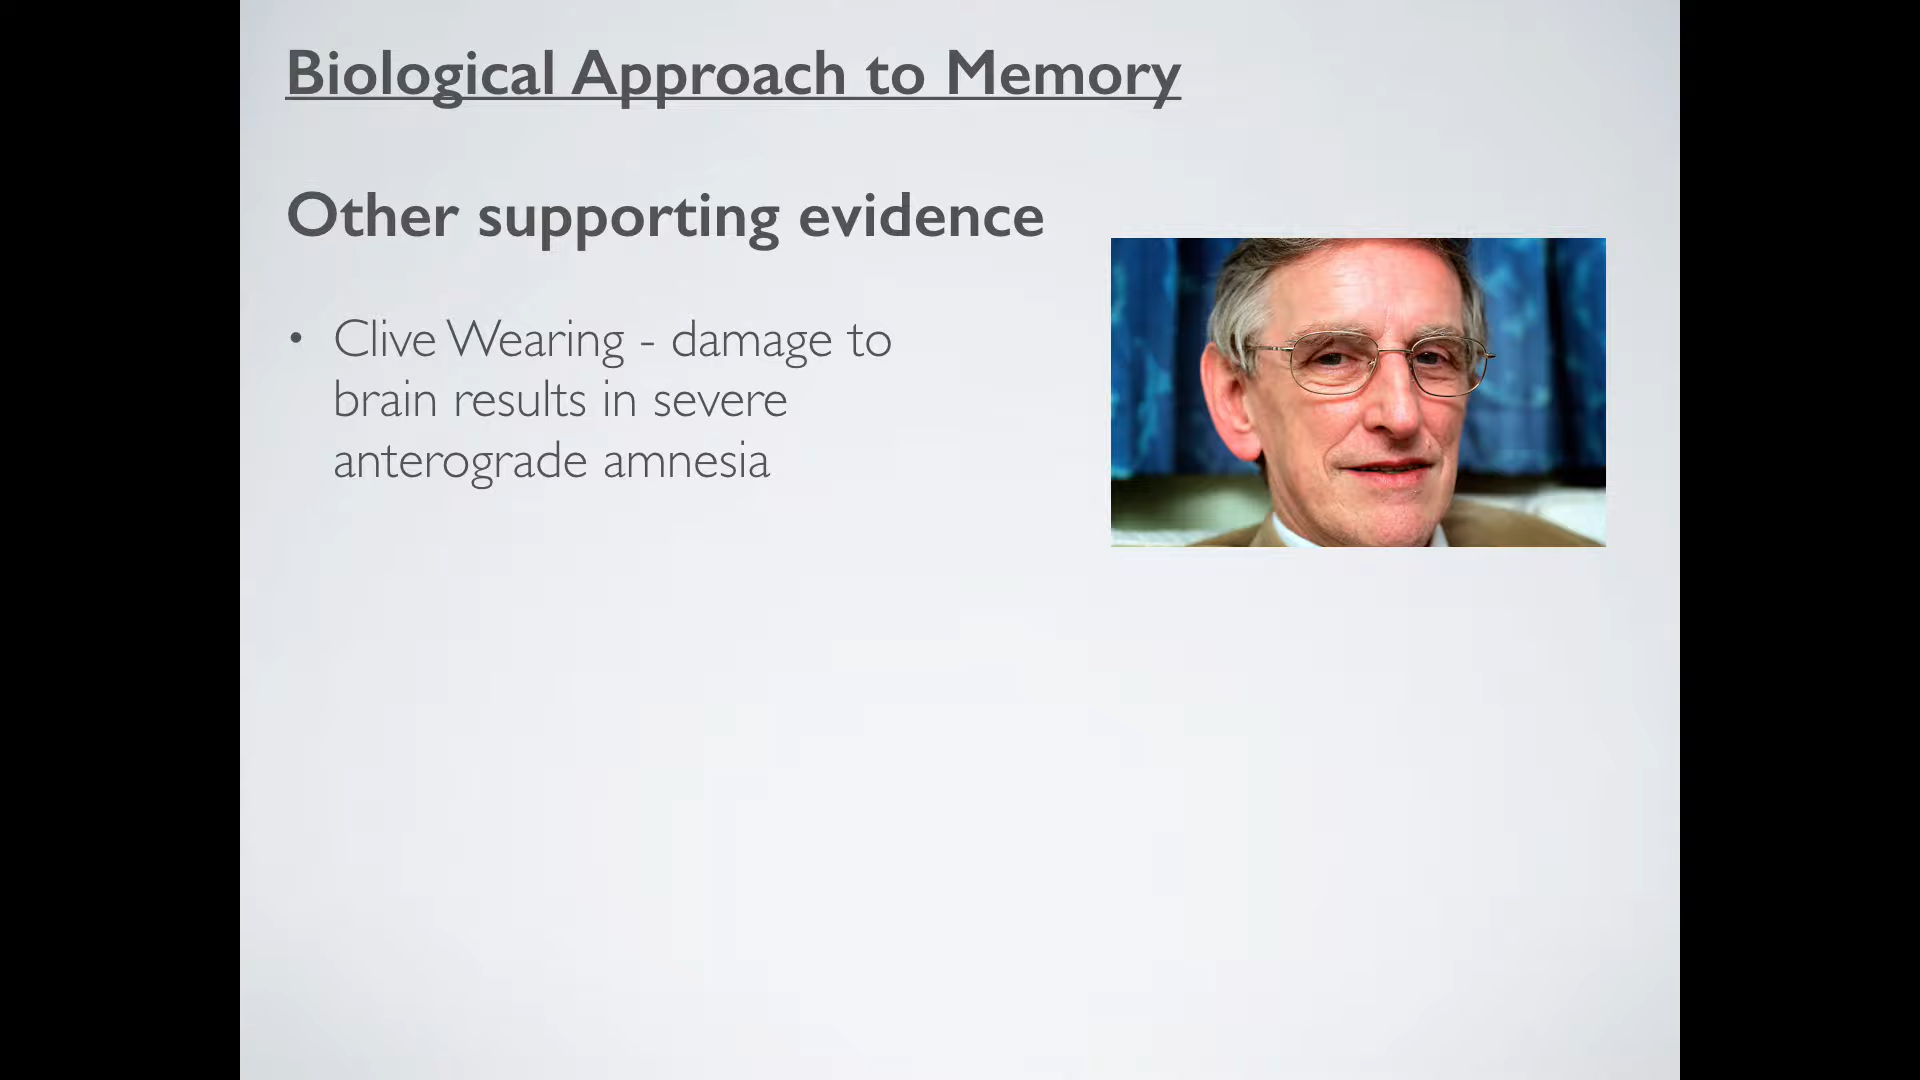 Biological Approach to Memory
Other supporting evidence
• Clive Wearing - damage to
brain results in severe
anterograde amnesia